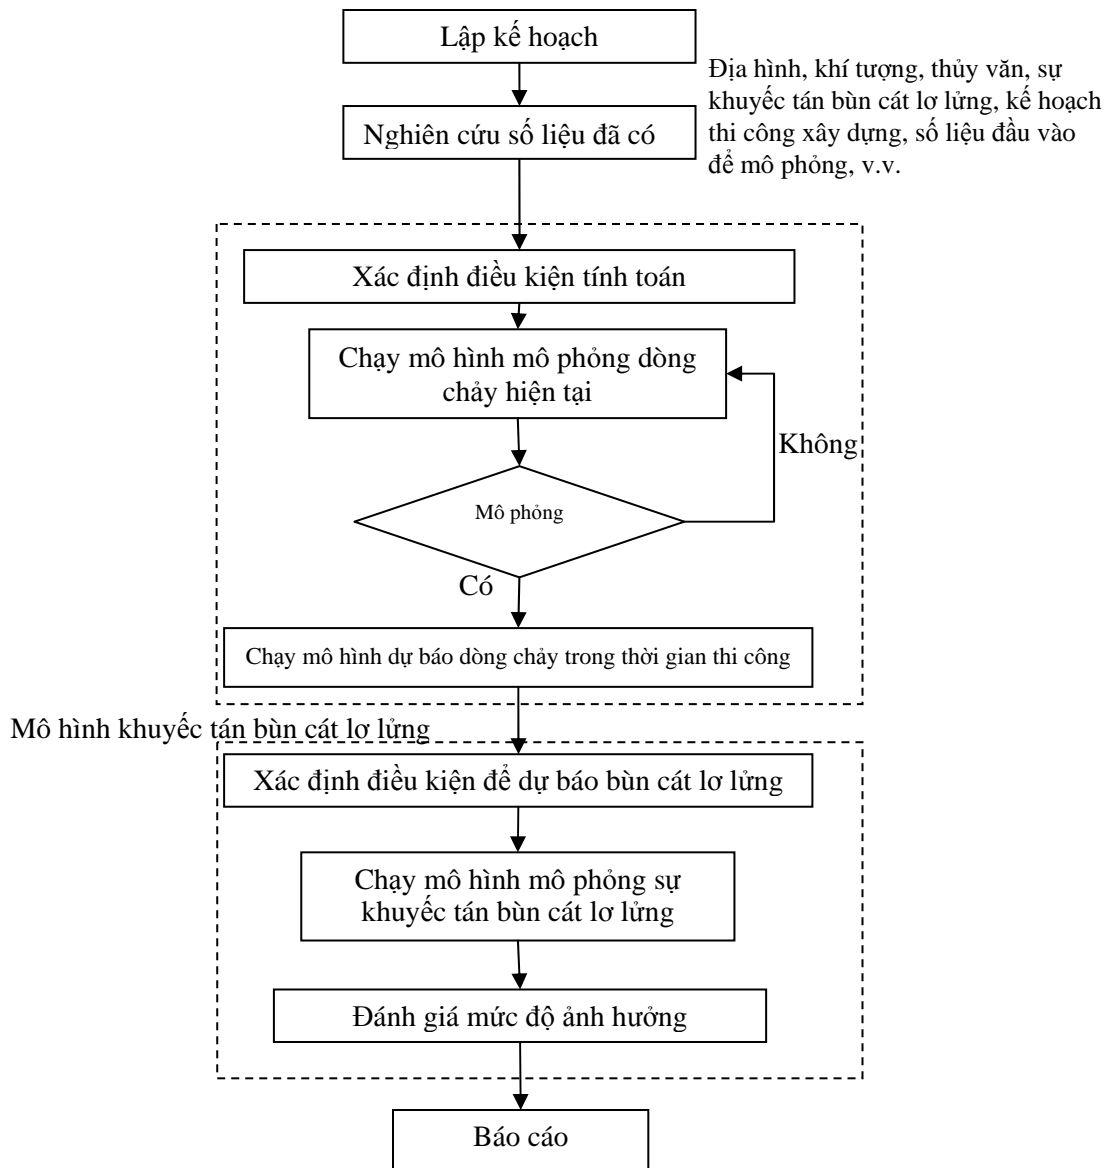 Lập kế hoạch
Địa hình, khí tượng, thủy văn, sự
khuyếc tán bùn cát lơ lửng, kế hoạch
thi công xây dựng, số liệu đầu vào
để mô phỏng, v.v.
Nghiên cứu số liệu đã có
Xác định điều kiện tính toán
Chạy mô hình mô phỏng dòng
chảy hiện tại
Không
Mô phỏng
Có
Chạy mô hình dự báo dòng chảy trong thời gian thi công
Mô hình khuyếc tán bùn cát lơ lửng
Xác định điều kiện để dự báo bùn cát lơ lửng
Chạy mô hình mô phỏng sự
khuyếc tán bùn cát lơ lửng
Đánh giá mức độ ảnh hưởng
Báo cáo